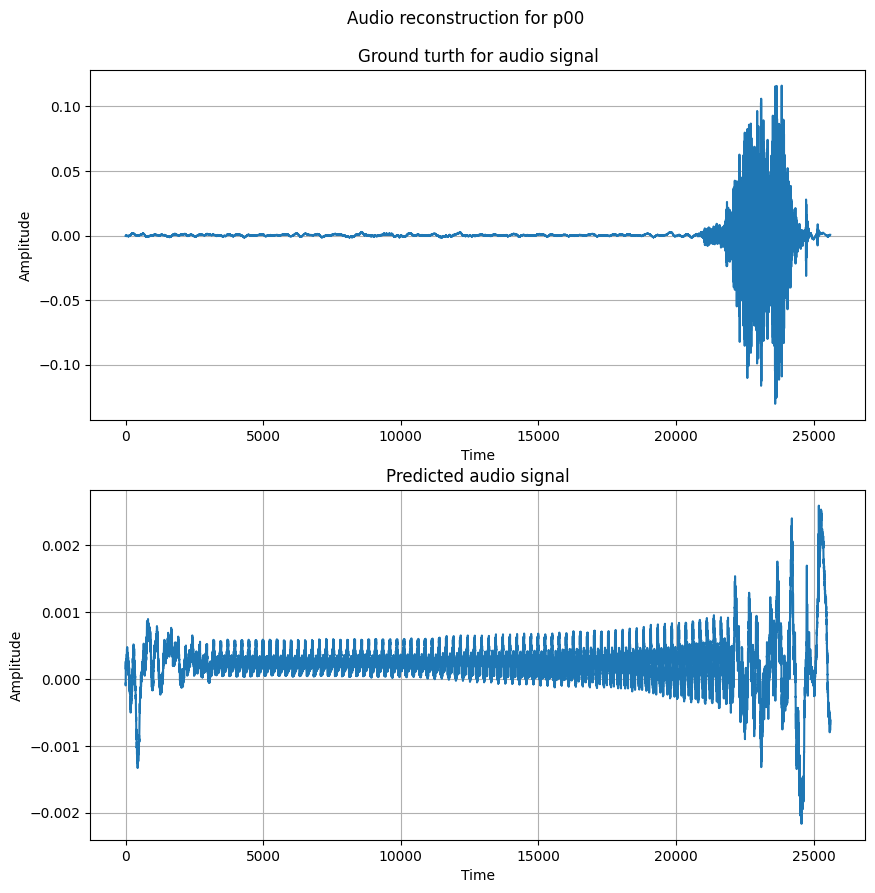 Audio reconstruction for p00
Ground turth for audio signal
0.10
0.05
0.00
−0.05
−0.10
Amplitude
0 5000 10000 15000 20000 25000
Time
Predicted audio signal
0.002
0.001
0.000
−0.001
−0.002
Amplitude
0 5000 10000 15000 20000 25000
Time